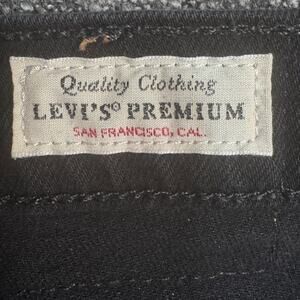 Quality Clothing
LEVI'S® PREMIUM
SAN FRANCISCO, CAL.